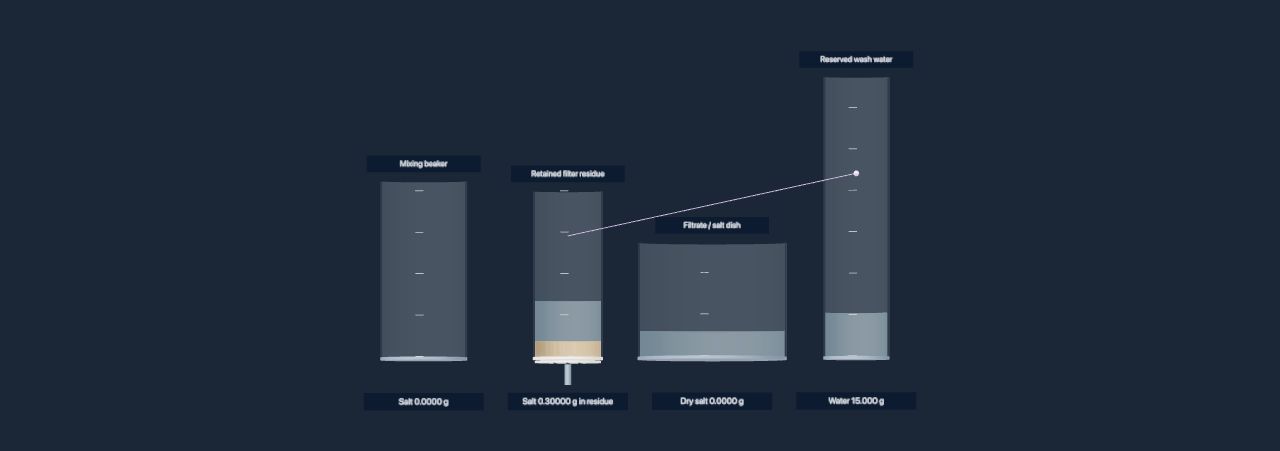 Reserved wash water
Mixing beaker
Retained filter residue
Filtrate / salt dish
Salt 0.0000 g
Salt 0.30000 g in residue
Dry salt 0.0000 g
Water 15.000 g